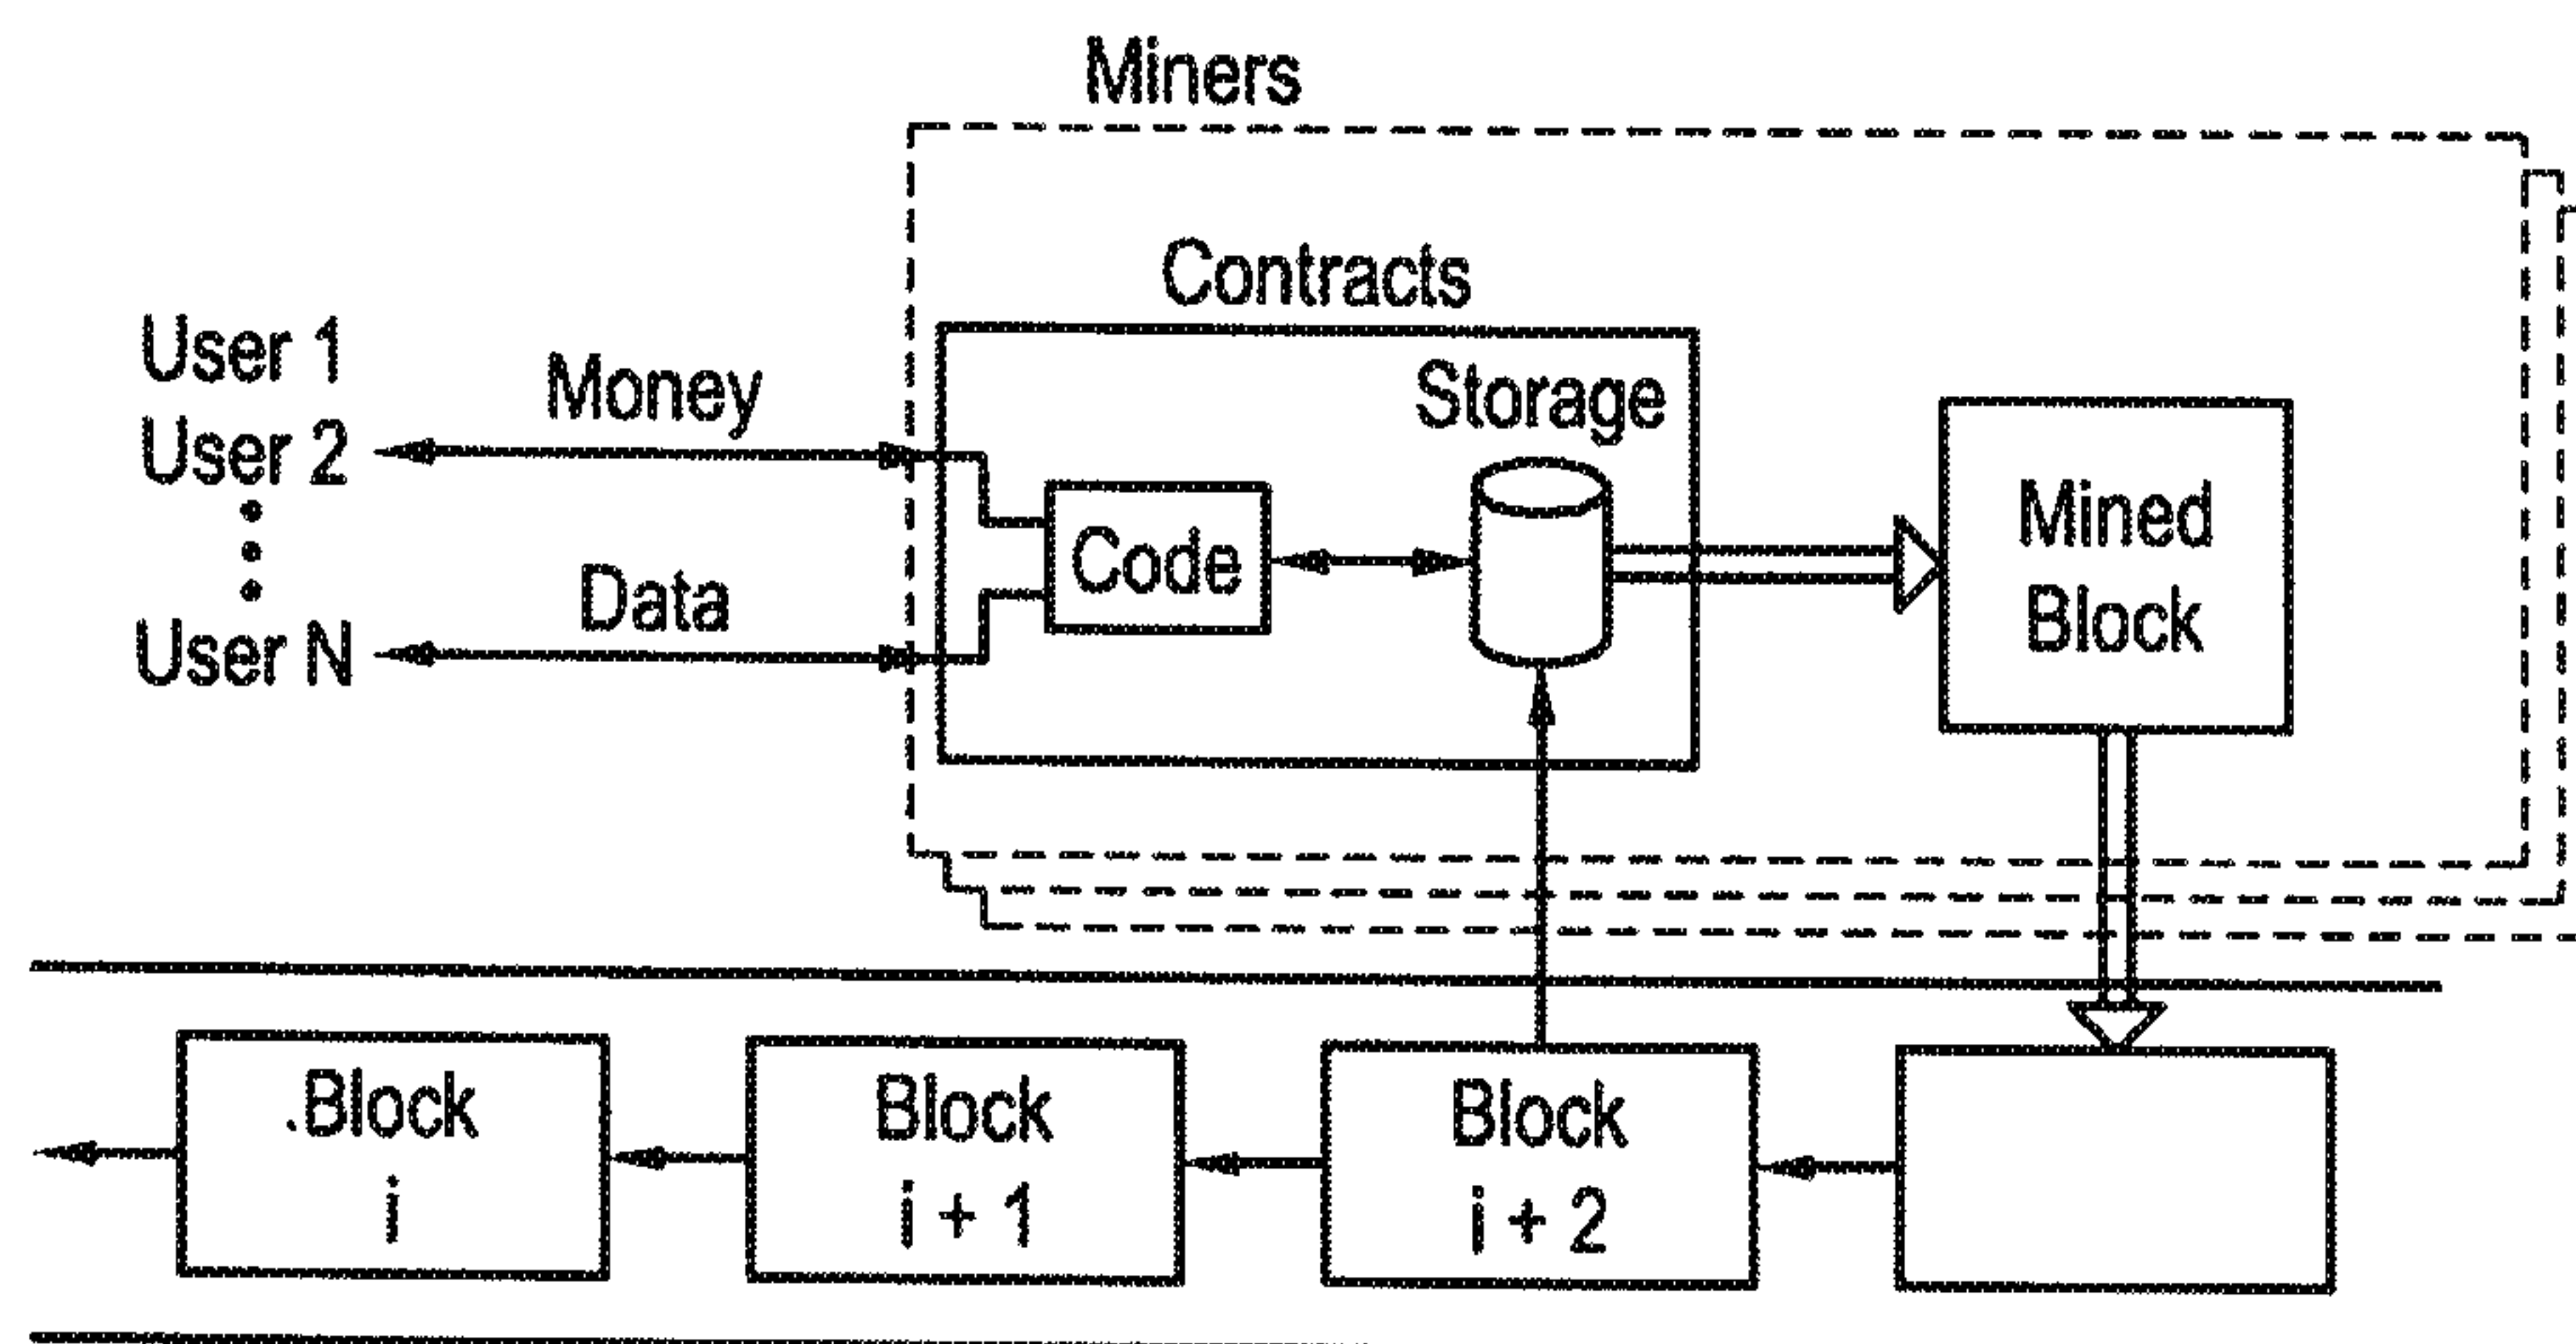 Miners
Contracts
User 1
User 2
User N
Money
Data
Storage
Code
Mined
Block
.Block
i
Block
i + 1
Block
i + 2